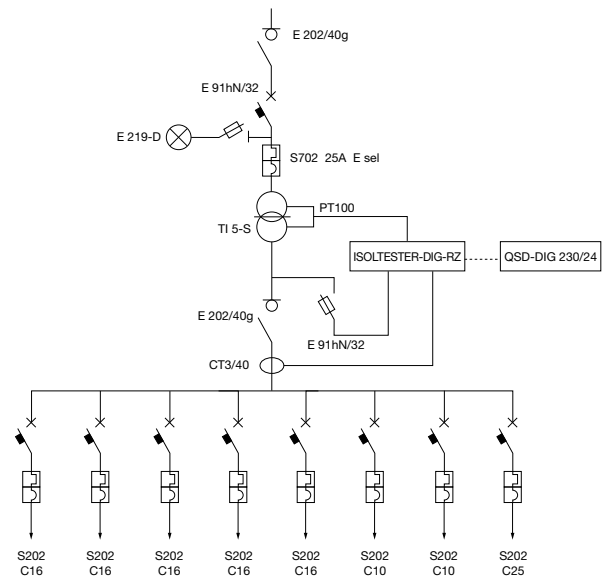 E 202/40g
E 91hN/32
E 219-D
S702 25A E sel
PT100
TI 5-S
ISOLTESTER-DIG-RZ
QSD-DIG 230/24
E 202/40g
E 91hN/32
CT3/40
S202 S202 S202 S202 S202 S202 S202 S202
C16 C16 C16 C16 C16 C10 C10 C25